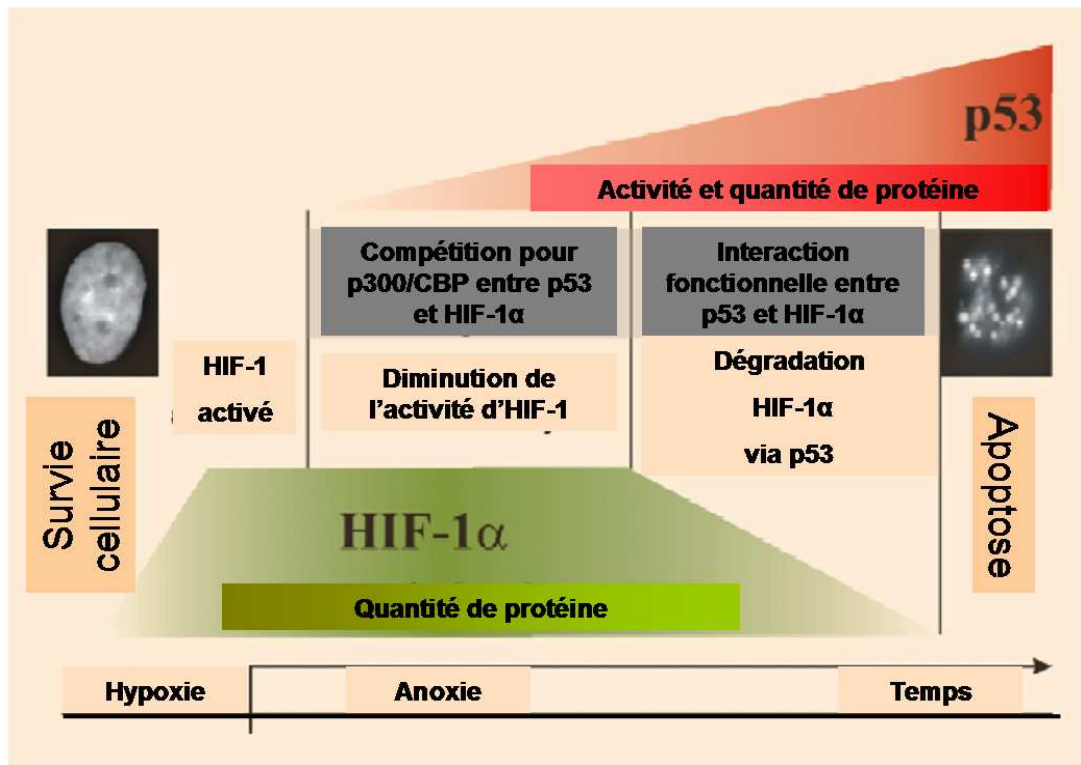 p53
Activité et quantité de protéine
Compétition pour
p300/CBP entre p53
et HIF-1α
Interaction
fonctionnelle entre
p53 et HIF-1α
HIF-1
activé
Diminution de
l'activité d'HIF-1
Dégradation
HIF-1α
via p53
Survie
cellulaire
Apoptose
HIF-1α
Quantité de protéine
Hypoxie
Anoxie
Temps